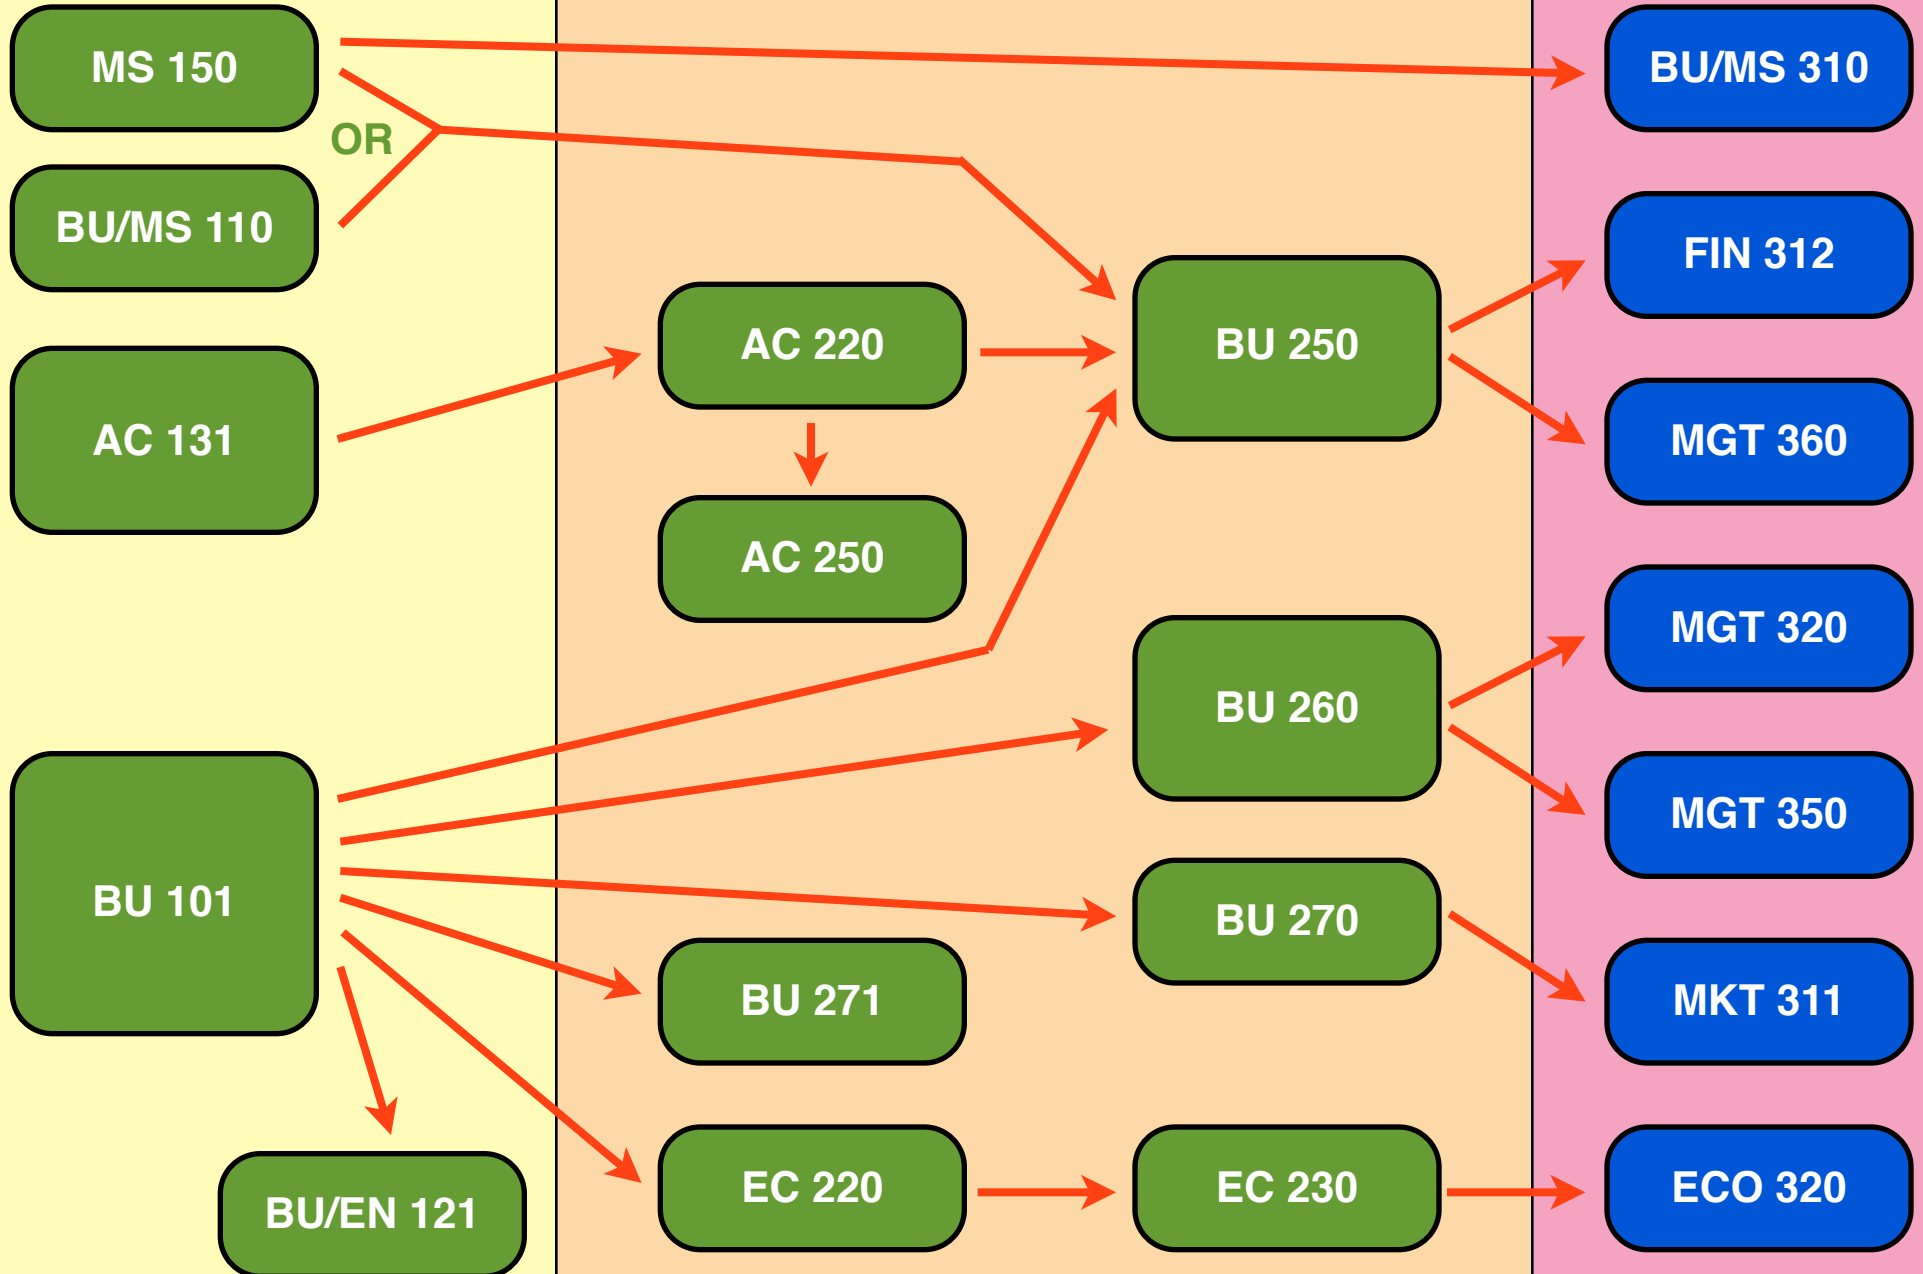 MS 150
OR
BU/MS 110
AC 131
BU 101
BU/EN 121
AC 220
AC 250
BU 271
EC 220
BU 250
BU 260
BU 270
EC 230
BU/MS 310
FIN 312
MGT 360
MGT 320
MGT 350
MKT 311
ECO 320